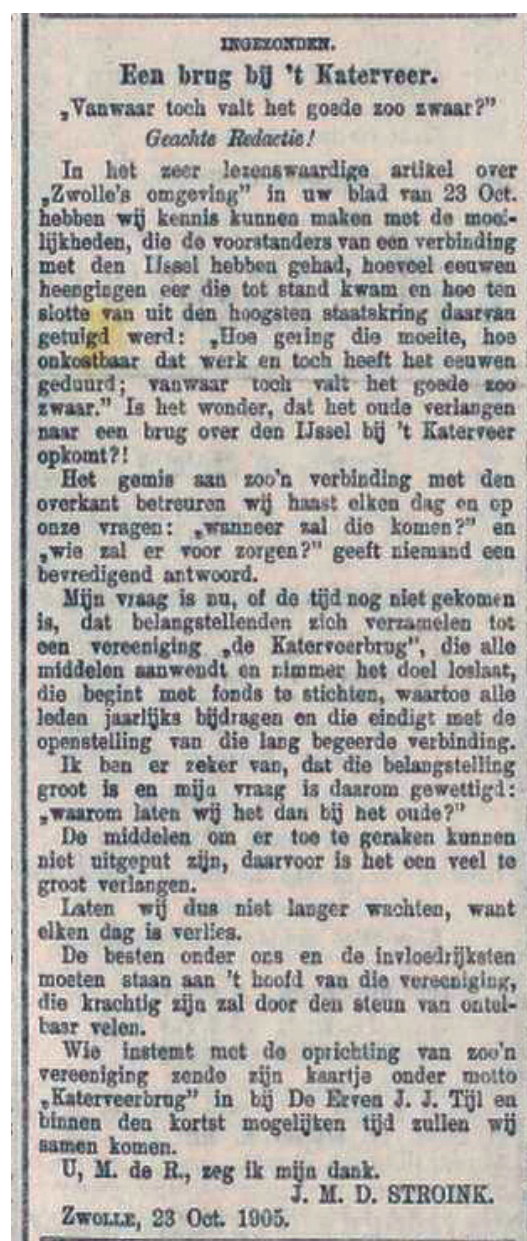 INGEZONDEN.
Een brug bij 't Katerveer.
„Vanwaar toch valt het goede zoo zwaar?"
Geachte Redactie!
In het zeer lezenswaardige artikel over
„Zwolle's omgeving" in uw blad van 23 Oct.
hebben wij kennis kunnen maken met de moei-
lijkheden, die de voorstanders van een verbinding
met den IJssel hebben gehad, hoeveel eeuwen
heengingen eer die tot stand kwam en hoe ten
slotte van uit den hoogsten staatskring daarvan
getuigd werd: „Hoe gering die moeite, hoe
onkostbaar dat werk en toch heeft het eeuwen
geduurd; vanwaar toch valt het goede zoo
zwaar." Is het wonder, dat het oude verlangen
naar een brug over den IJssel bij 't Katerveer
opkomt?!
Het gemis aan zoo'n verbinding met den
overkant betreuren wij haast elken dag en op
onze vragen: „wanneer zal die komen?" en
„wie zal er voor zorgen?" geeft niemand een
bevredigend antwoord.
Mijn vraag is nu, of de tijd nog niet gekomen
is, dat belangstellenden zich verzamelen tot
een vereeniging „de Katerveerbrug", die alle
middelen aanwendt en nimmer het doel loslaat,
die begint met fonds te stichten, waartoe alle
leden jaarlijks bijdragen en die eindigt met de
openstelling van die lang begeerde verbinding.
Ik ben er zeker van, dat die belangstelling
groot is en mijn vraag is daarom gewettigd:
„waarom laten wij het dan bij het oude?"
De middelen om er toe te geraken kunnen
niet uitgeput zijn, daarvoor is het een veel te
groot verlangen.
Laten wij dus niet langer wachten, want
elken dag is verlies.
De besten onder ons en de invloedrijksten
moeten staan aan 't hoofd van die vereeniging,
die krachtig zijn zal door den steun van ontel-
baar velen.
Wie instemt met de oprichting van zoo'n
vereeniging zende zijn kaartje onder motto
„Katerveerbrug" in bij De Erven J. J. Tijl en
binnen den kortst mogelijken tijd zullen wij
samen komen.
U, M. de R., zeg ik mijn dank.
J. M. D. STROINK.
ZWOLLE, 23 Oct. 1905.